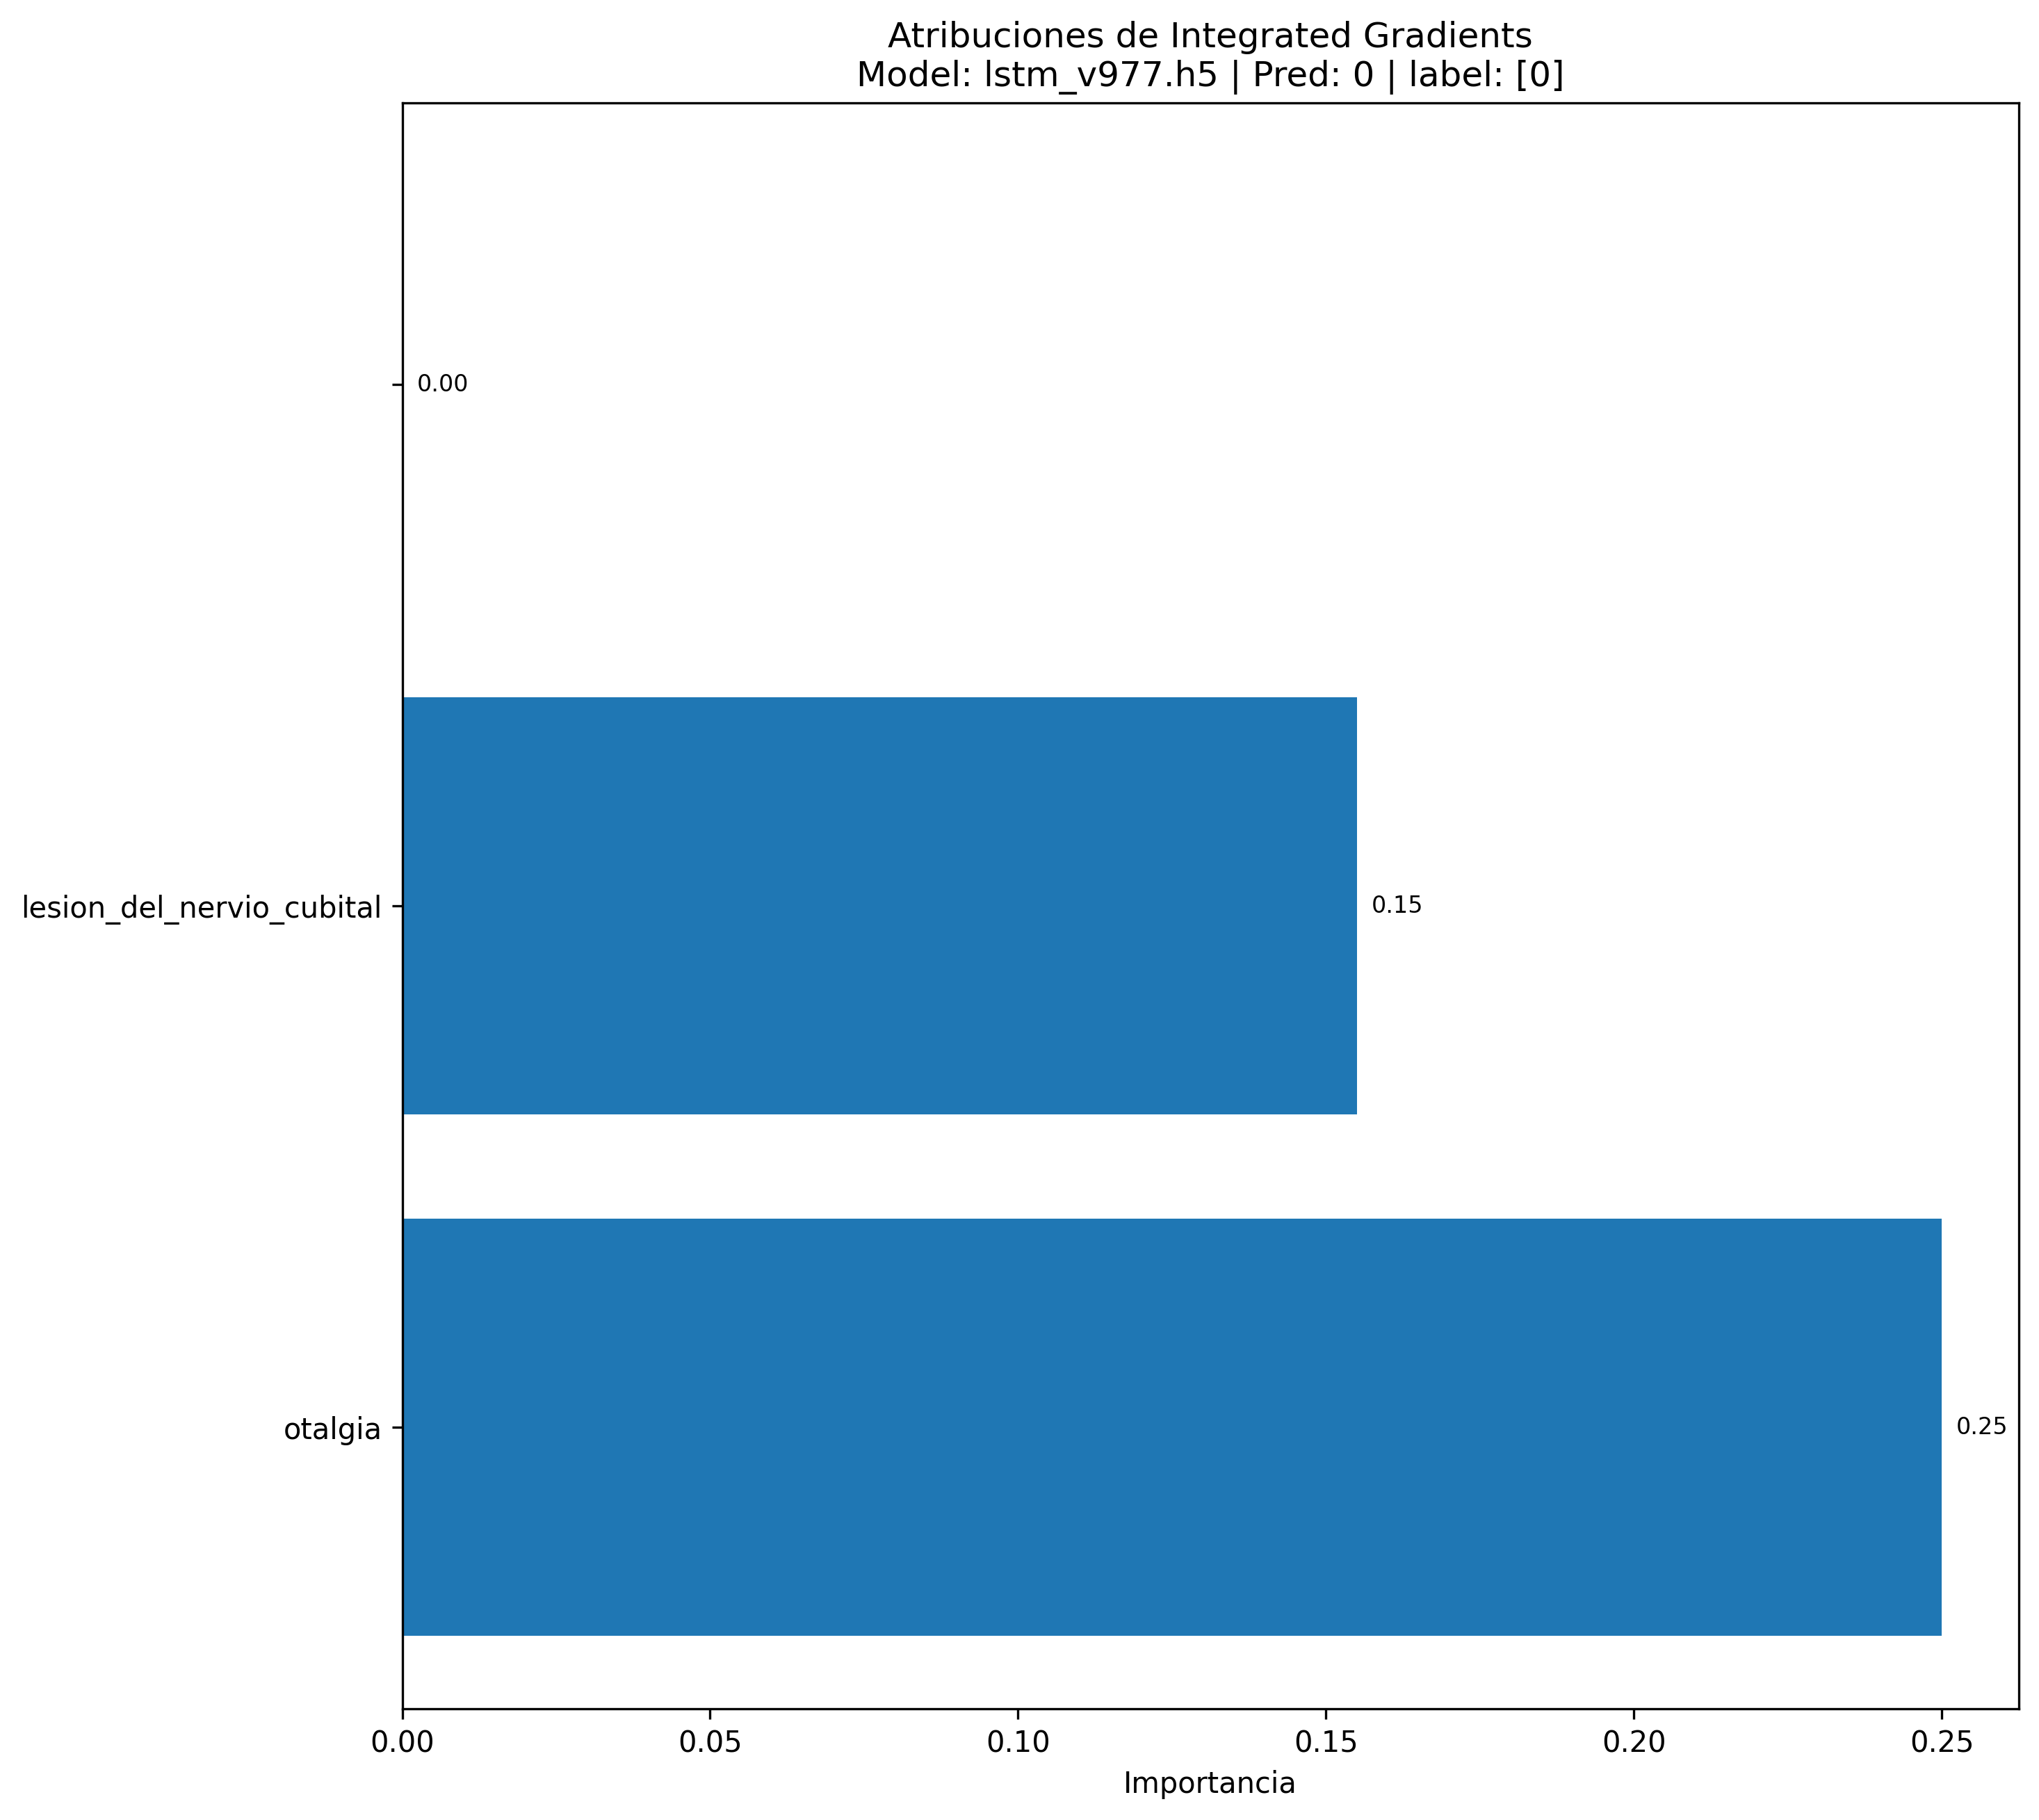 Atribuciones de Integrated Gradients
Model: lstm_v977.h5 | Pred: 0 | label: [0]
0.00
lesion_del_nervio_cubital
0.15
otalgia
0.25
0.00 0.05 0.10 0.15 0.20 0.25
Importancia